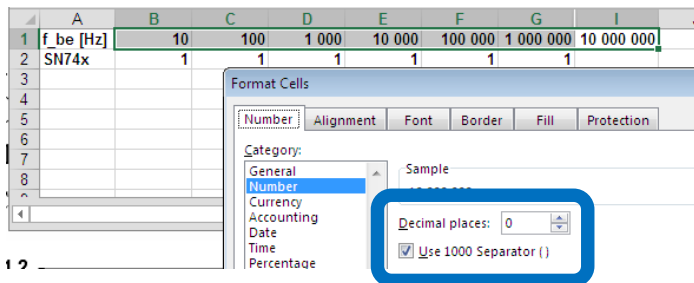 A B C D E F G I
1 f_be [Hz] 10 100 1 000 10 000 100 000 1 000 000 10 000 000
2 SN74x 1 1 1 1 1 1
3
4
5
6
7
8
Format Cells
Number Alignment Font Border Fill Protection
Category:
General
Number
Currency
Accounting
Date
Time
Percentage
Sample
Decimal places: 0
Use 1000 Separator ( )